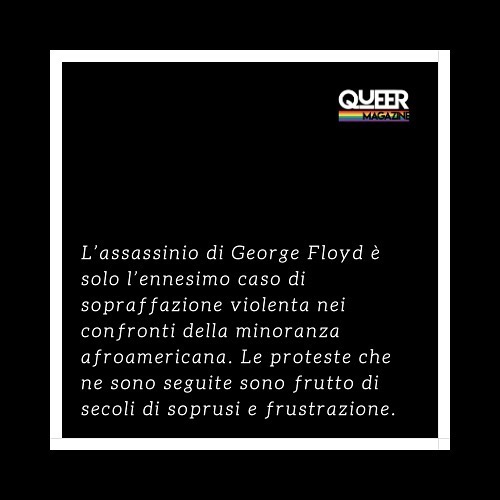 QUEER
MAGAZINE
L’assassinio di George Floyd è
solo l’ennesimo caso di
sopraffazione violenta nei
confronti della minoranza
afroamericana. Le proteste che
ne sono seguite sono frutto di
secoli di soprusi e frustrazione.